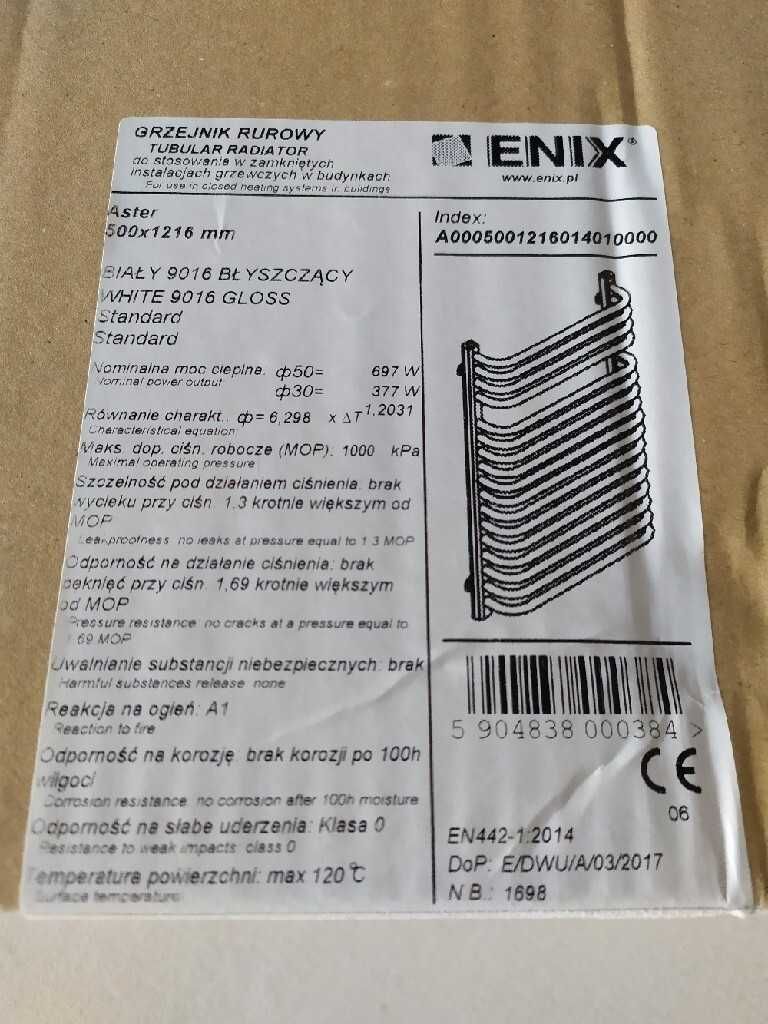 GRZEJNIK RUROWY
TUBULAR RADIATOR
do stosowania w zamkniętych
instalacjach grzewczych w budynkach
For use in closed heating systems in buildings
ENIX®
www.enix.pl
Aster
500x1216 mm
Index:
A0005001216014010000
BIAŁY 9016 BŁYSZCZĄCY
WHITE 9016 GLOSS
Standard
Standard
Nominalna moc cieplna. ф50= 697 W
Nominal power output ф30= 377 W
Równanie charakt.. ф= 6,298 x ΔT 1,2031
Characteristical equation
Maks. dop. ciśn. robocze (MOP): 1000 kPa
Maximal operating pressure
Szczelność pod działaniem ciśnienia: brak
wycieku przy ciśn. 1.3 krotnie większym od
MOP
Leakproofness no leaks at pressure equal to 1.3 MOP
Odporność na działanie ciśnienia: brak
pęknięć przy ciśn. 1,69 krotnie większym
od MOP
Pressure resistance no cracks at a pressure equal to
1.69 MOP
Uwalnianie substancji niebezpiecznych: brak
Harmful substances release none
Reakcja na ogień: A1
Reaction to fire
Odporność na korozję brak korozji po 100h
wilgoci
Corrosion resistance no corrosion after 100h moisture
Odporność na słabe uderzenia: Klasa 0
Resistance to weak impacts class 0
Temperatura powierzchni: max 120°C
Surface temperature
5 904838 000384 >
CE
06
EN442-1:2014
DoP: E/DWU/A/03/2017
N.B.: 1698